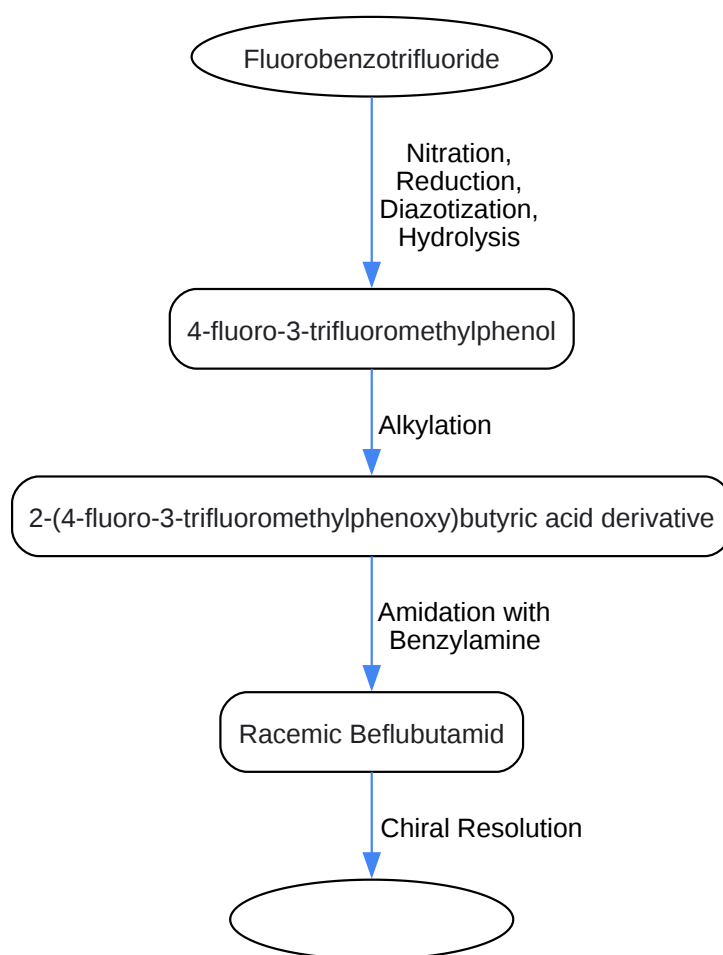 Fluorobenzotrifluoride
Nitration,
Reduction,
Diazotization,
Hydrolysis
4-fluoro-3-trifluoromethylphenol
Alkylation
2-(4-fluoro-3-trifluoromethylphenoxy)butyric acid derivative
Amidation with
Benzylamine
Racemic Beflubutamid
Chiral Resolution